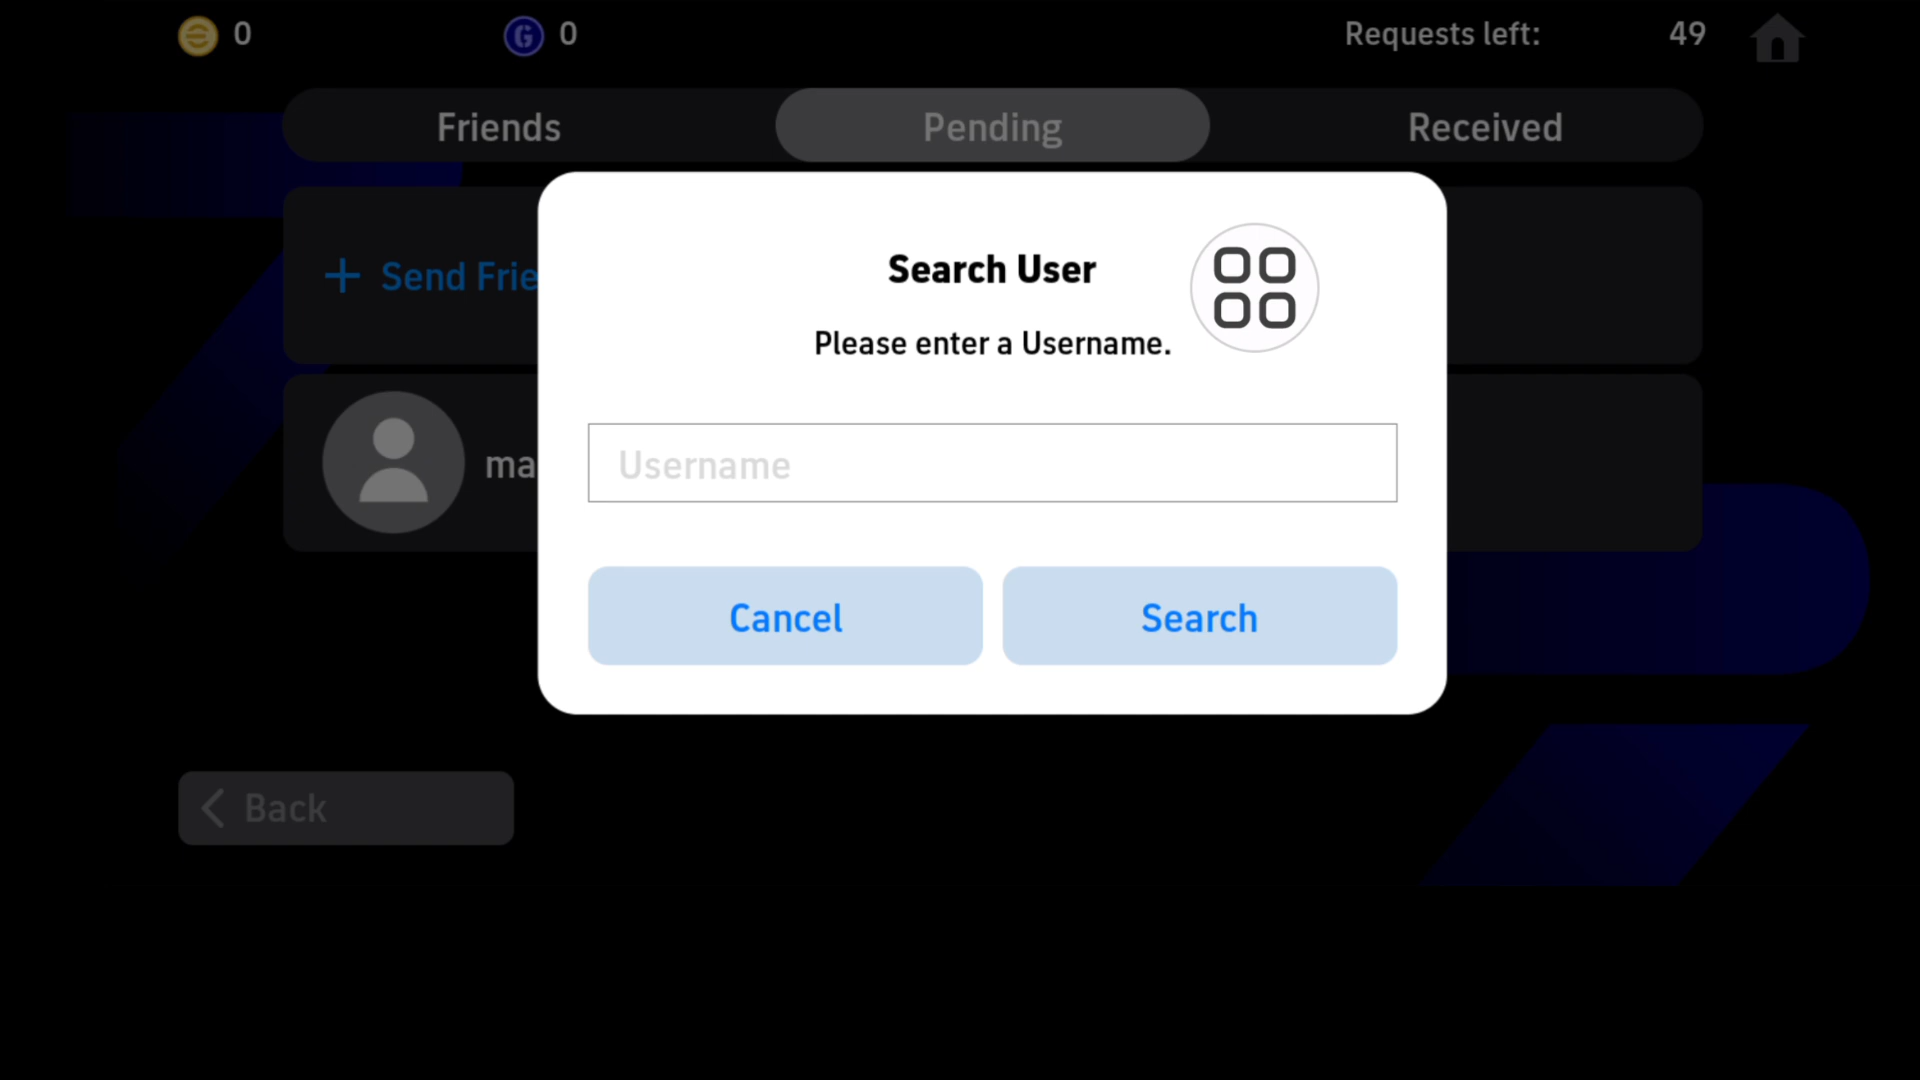 0
0
Requests left: 49
Friends
Pending
Received
Search User
Please enter a Username.
Send Frie
ma
Username
Cancel
Search
Back